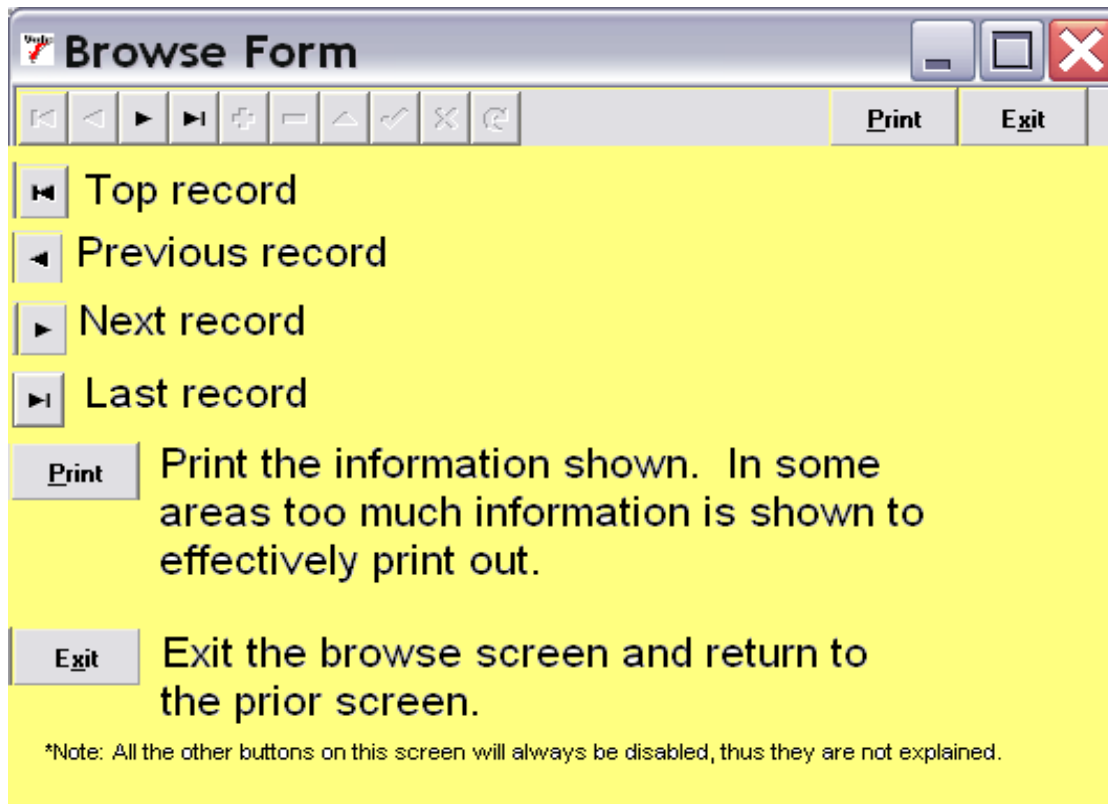 Browse Form
Print Exit
Top record
Previous record
Next record
Last record
Print
Print the information shown. In some
areas too much information is shown to
effectively print out.
Exit
Exit the browse screen and return to
the prior screen.
*Note: All the other buttons on this screen will always be disabled, thus they are not explained.